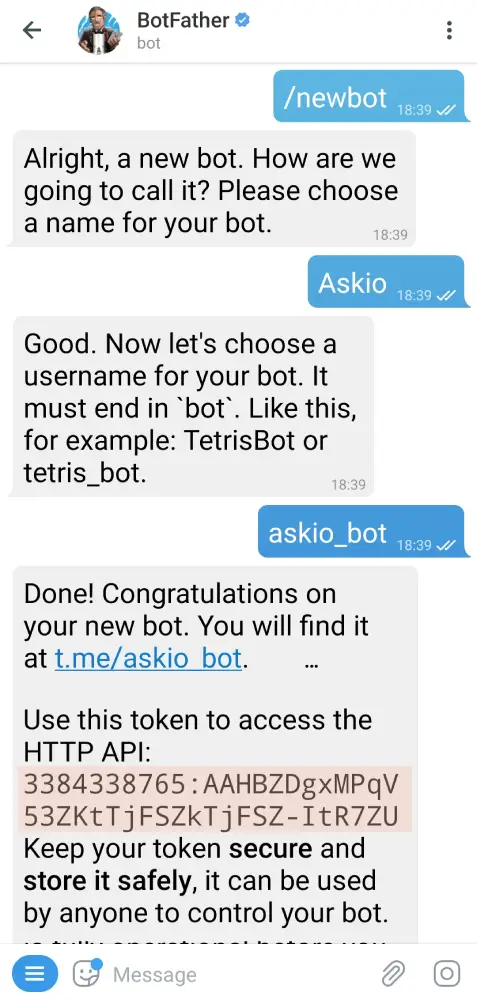 BotFather
bot
/newbot 18:39
Alright, a new bot. How are we
going to call it? Please choose
a name for your bot.
18:39
Askio 18:39
Good. Now let's choose a
username for your bot. It
must end in `bot`. Like this,
for example: TetrisBot or
tetris_bot.
18:39
askio_bot 18:39
Done! Congratulations on
your new bot. You will find it
at t.me/askio_bot. ...
Use this token to access the
HTTP API:
3384338765:AAHBZDgxMPqV
53ZKtTjFSZkTjFSZ-ItR7ZU
Keep your token secure and
store it safely, it can be used
by anyone to control your bot.
Message